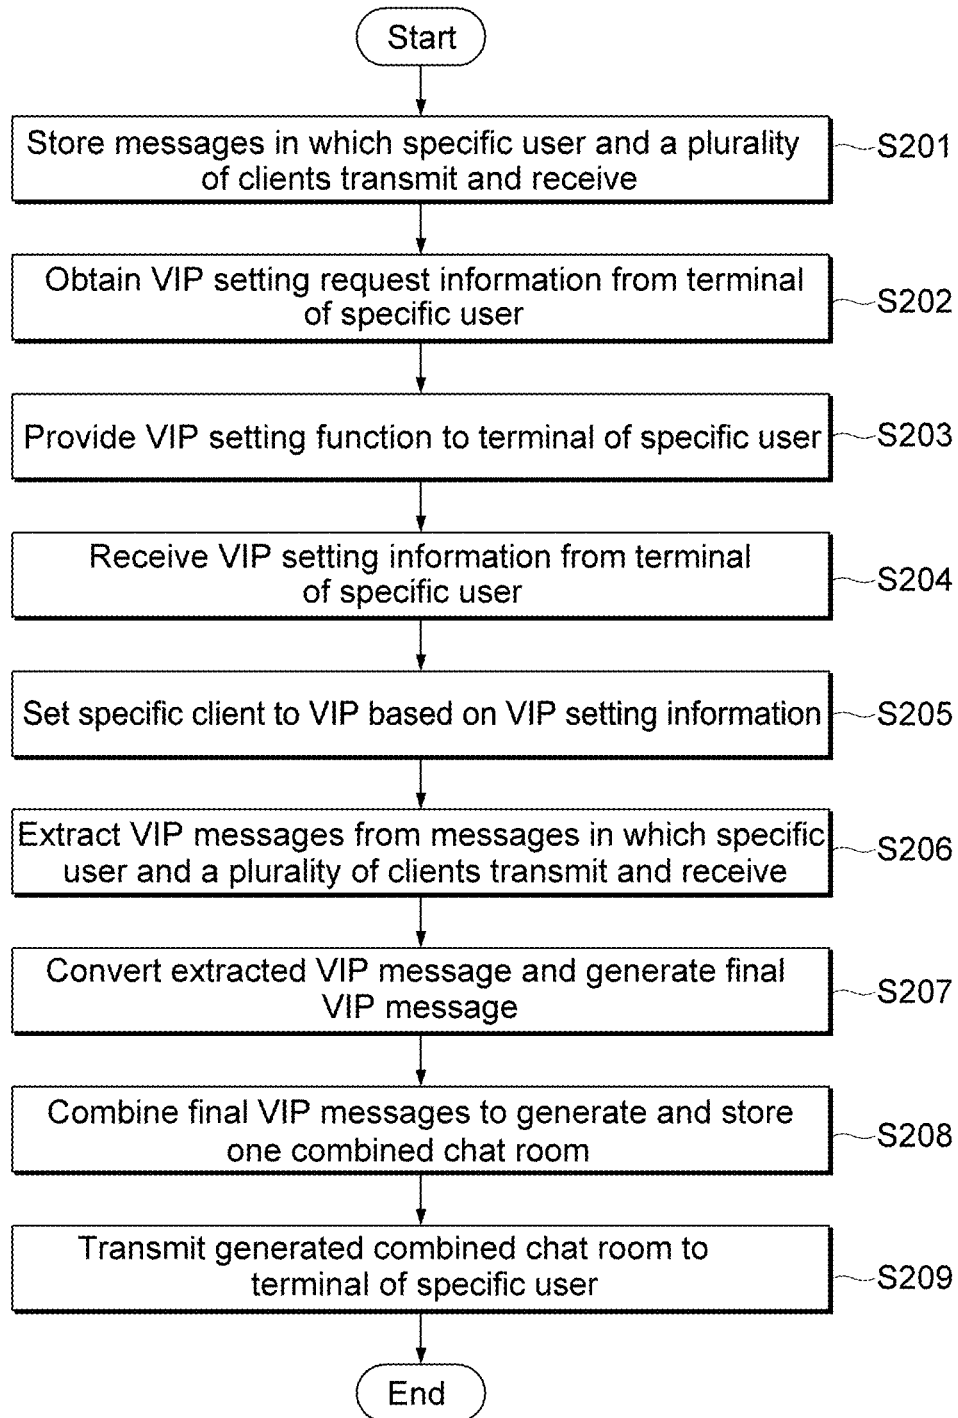 Start
Store messages in which specific user and a plurality
of clients transmit and receive
S201
Obtain VIP setting request information from terminal
of specific user
S202
Provide VIP setting function to terminal of specific user
S203
Receive VIP setting information from terminal
of specific user
S204
Set specific client to VIP based on VIP setting information
S205
Extract VIP messages from messages in which specific
user and a plurality of clients transmit and receive
S206
Convert extracted VIP message and generate final
VIP message
S207
Combine final VIP messages to generate and store
one combined chat room
S208
Transmit generated combined chat room to
terminal of specific user
S209
End